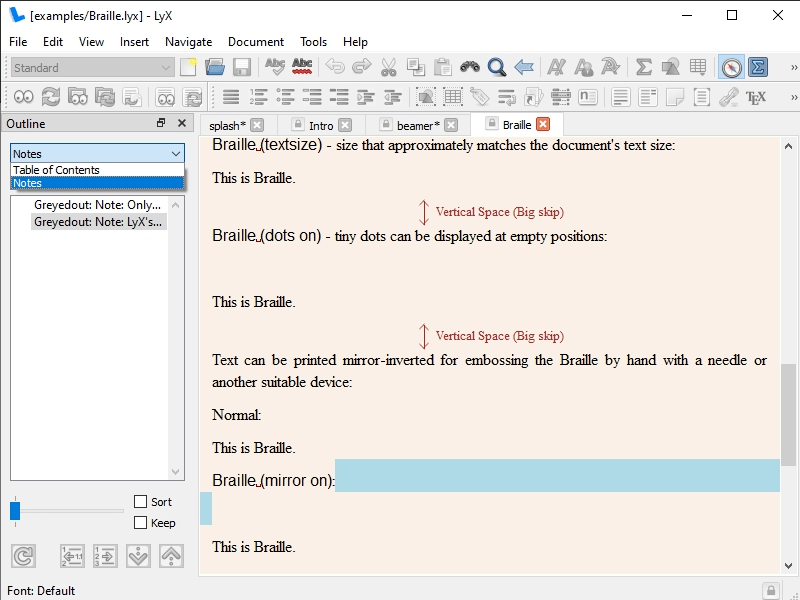 [examples/Braille.lyx] - LyX
File Edit View Insert Navigate Document Tools Help
Standard
Outline
splash* Intro beamer* Braille
Notes
Table of Contents
Notes
Greyedout: Note: Only...
Greyedout: Note: LyX's...
Sort
Keep
Braille (textsize) - size that approximately matches the document's text size:
This is Braille.
Vertical Space (Big skip)
Braille (dots on) - tiny dots can be displayed at empty positions:
This is Braille.
Vertical Space (Big skip)
Text can be printed mirror-inverted for embossing the Braille by hand with a needle or
another suitable device:
Normal:
This is Braille.
Braille (mirror on):
This is Braille.
Font: Default